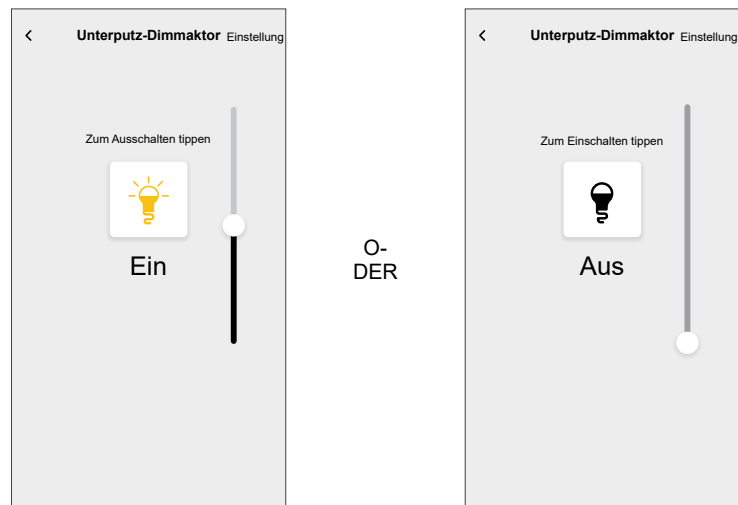 Unterputz-Dimmaktor Einstellung
Zum Ausschalten tippen
Ein
O-
DER
Unterputz-Dimmaktor Einstellung
Zum Einschalten tippen
Aus